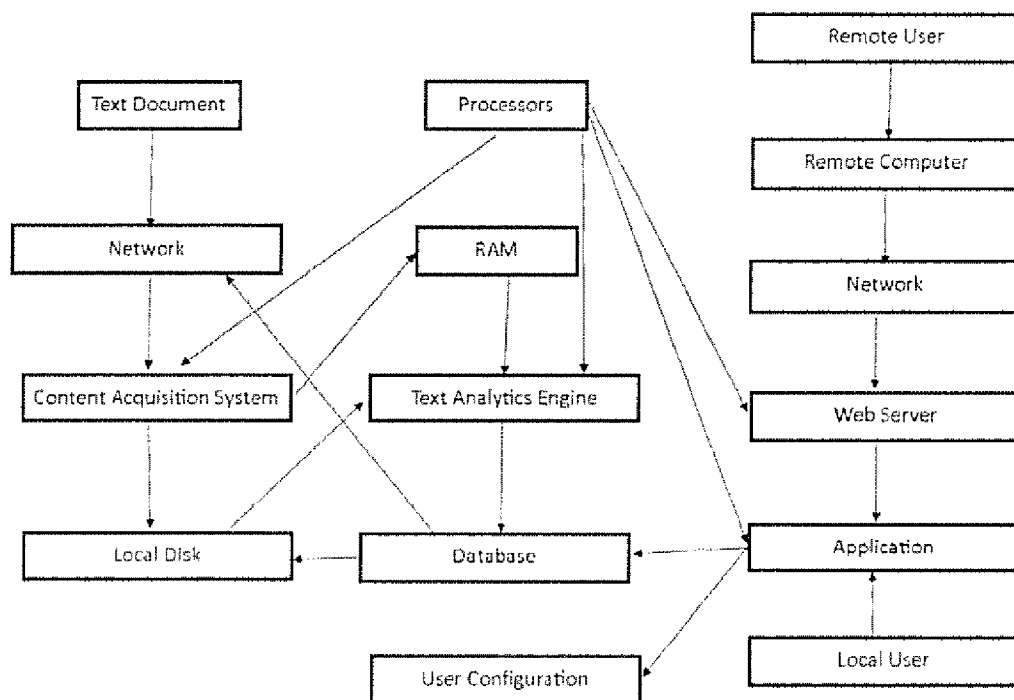 Remote User
Text Document
Processors
Remote Computer
Network
RAM
Network
Content Acquisition System
Text Analytics Engine
Web Server
Local Disk
Database
Application
User Configuration
Local User